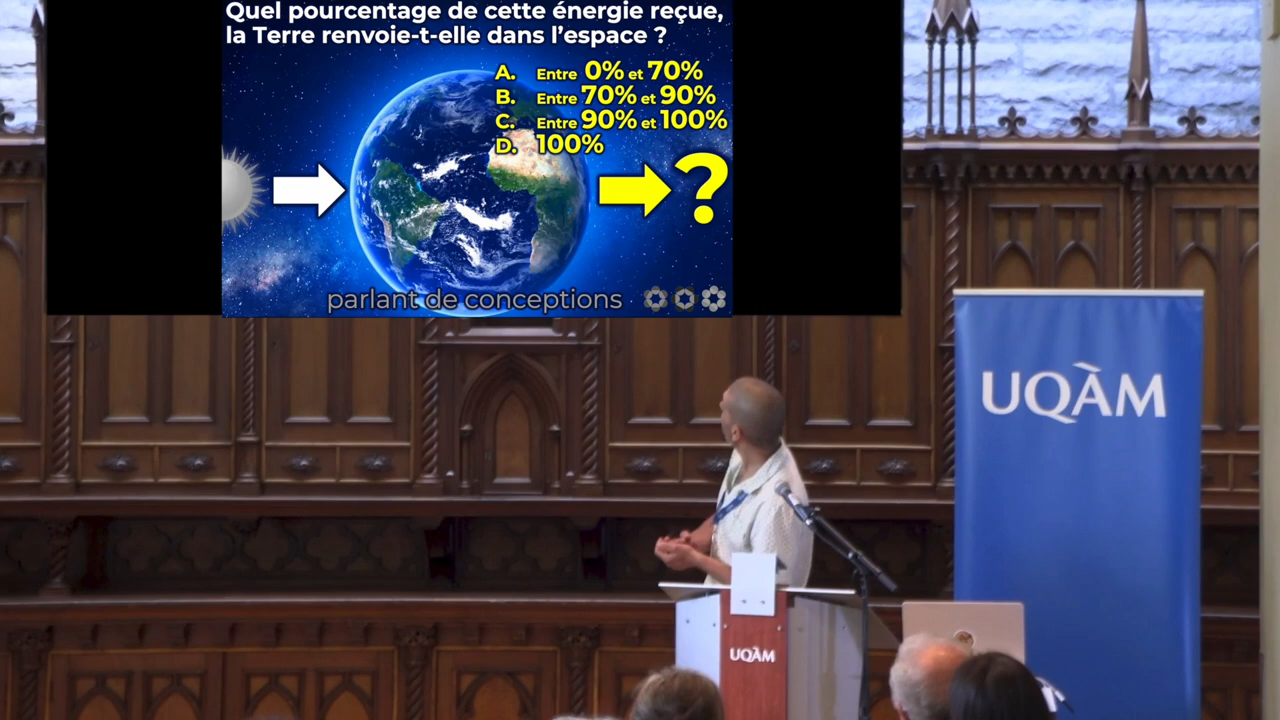 Quel pourcentage de cette énergie reçue,
la Terre renvoie-t-elle dans l’espace ?
A. Entre 0% et 70%
B. Entre 70% et 90%
C. Entre 90% et 100%
D. 100%
?
parlant de conceptions
UQÀM
UQÀM